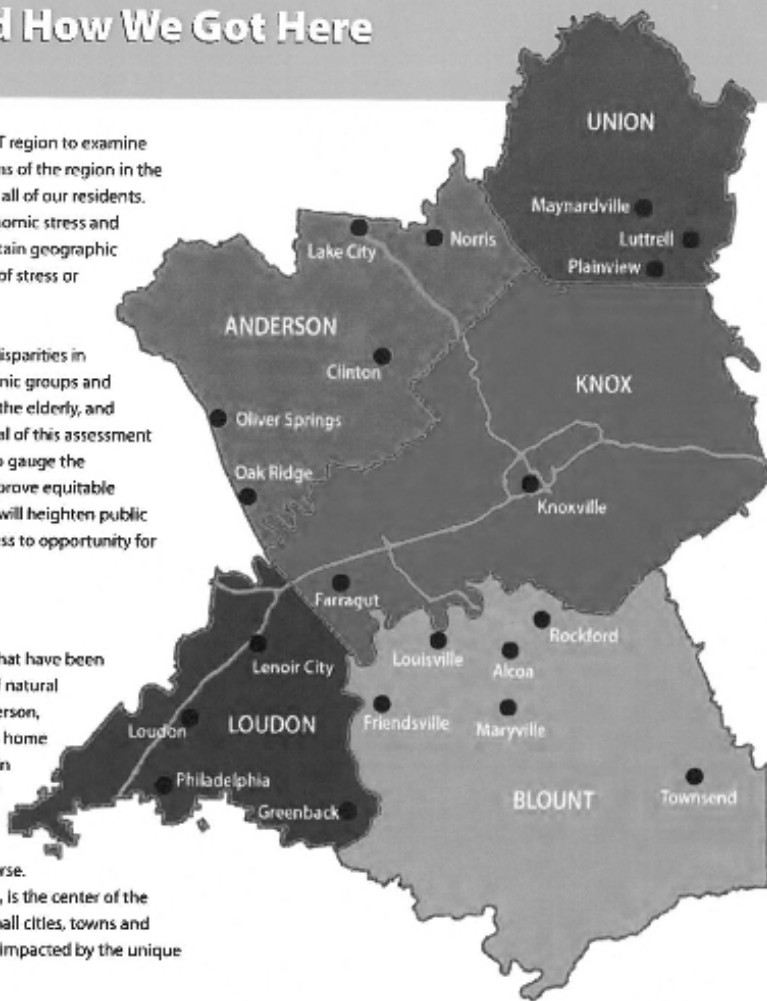 d How We Got Here
T region to examine
ns of the region in the
all of our residents.
nomic stress and
tain geographic
of stress or
disparities in
nic groups and
the elderly, and
al of this assessment
o gauge the
prove equitable
will heighten public
ess to opportunity for
that have been
natural
erson,
home
n
rse.
, is the center of the
all cities, towns and
impacted by the unique
UNION
Maynardville
Luttrell
Plainview
Lake City
Norris
ANDERSON
Clinton
Oliver Springs
Oak Ridge
KNOX
Knoxville
Farragut
Lenoir City
Loudon
LOUDON
Philadelphia
Greenback
Louisville
Rockford
Alcoa
Friendsville
Maryville
BLOUNT
Townsend